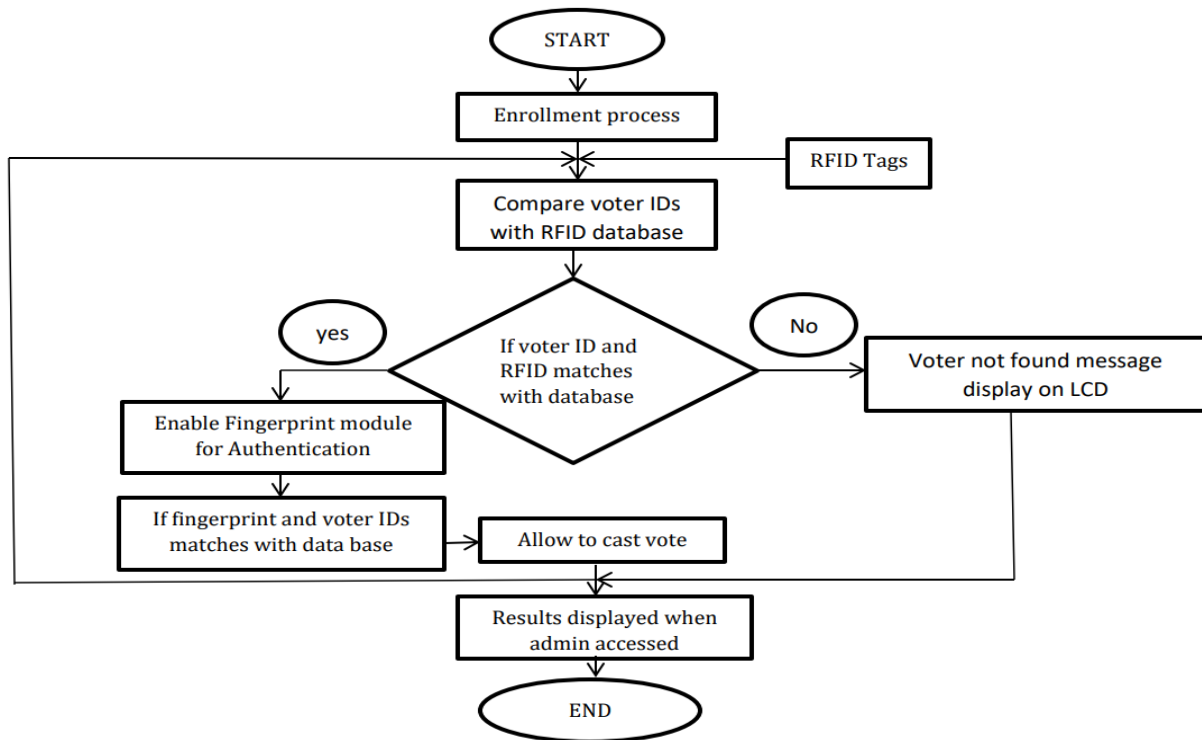 START
Enrollment process
RFID Tags
Compare voter IDs
with RFID database
yes
No
If voter ID and
RFID matches
with database
Voter not found message
display on LCD
Enable Fingerprint module
for Authentication
If fingerprint and voter IDs
matches with data base
Allow to cast vote
Results displayed when
admin accessed
END